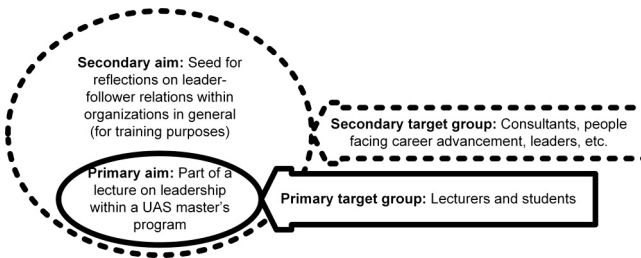 Secondary aim: Seed for
reflections on leader-
follower relations within
organizations in general
(for training purposes)
Secondary target group: Consultants, people
facing career advancement, leaders, etc.
Primary aim: Part of a
lecture on leadership
within a UAS master's
program
Primary target group: Lecturers and students